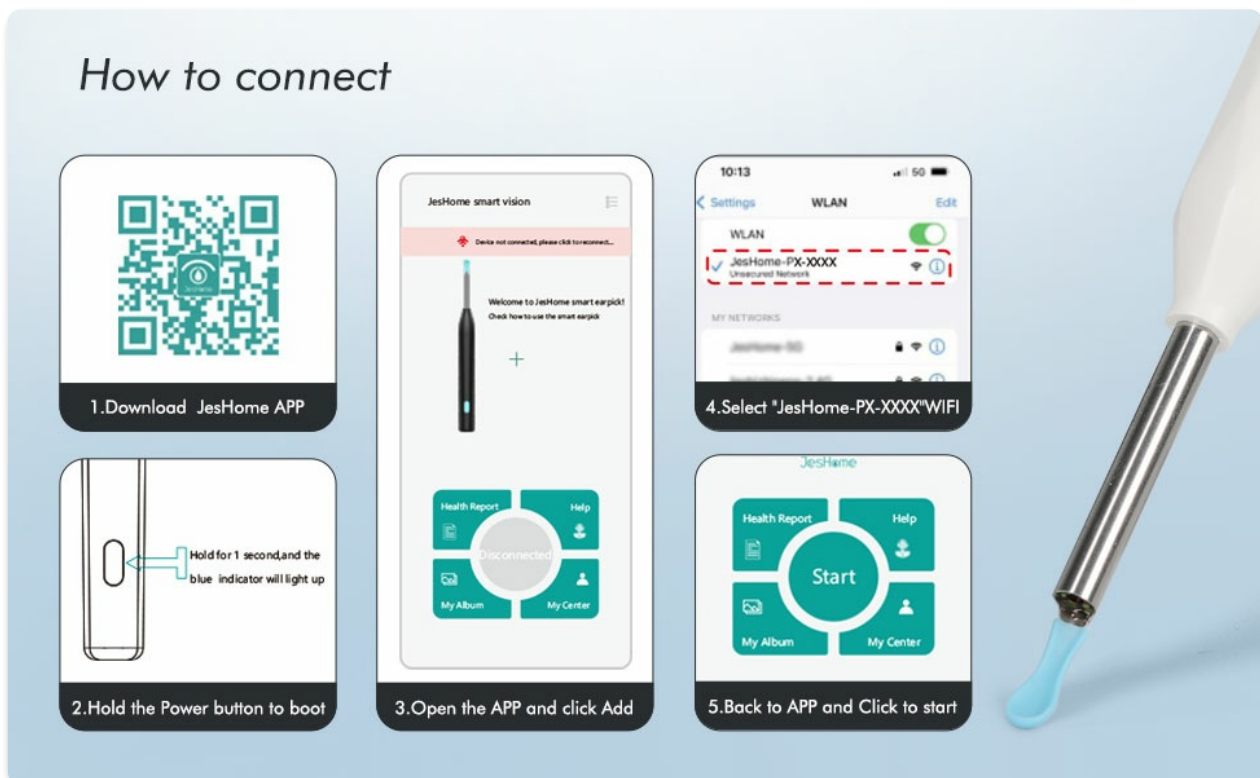 How to connect
JesHome
1.Download JesHome APP
Hold for 1 second,and the
blue indicator will light up
2.Hold the Power button to boot
JesHome smart vision
Device not connected, please click to reconnect...
Welcome to JesHome smart earpick!
Check how to use the smart earpick
+
Health Report
Help
Disconnected
My Album
My Center
3.Open the APP and click Add
10:13
5G
Settings
WLAN
Edit
WLAN
JesHome-PX-XXXX
Unsecured Network
MY NETWORKS
JesHome-5G
4.Select "JesHome-PX-XXXX"WIFI
JesHome
Health Report
Help
Start
My Album
My Center
5.Back to APP and Click to start